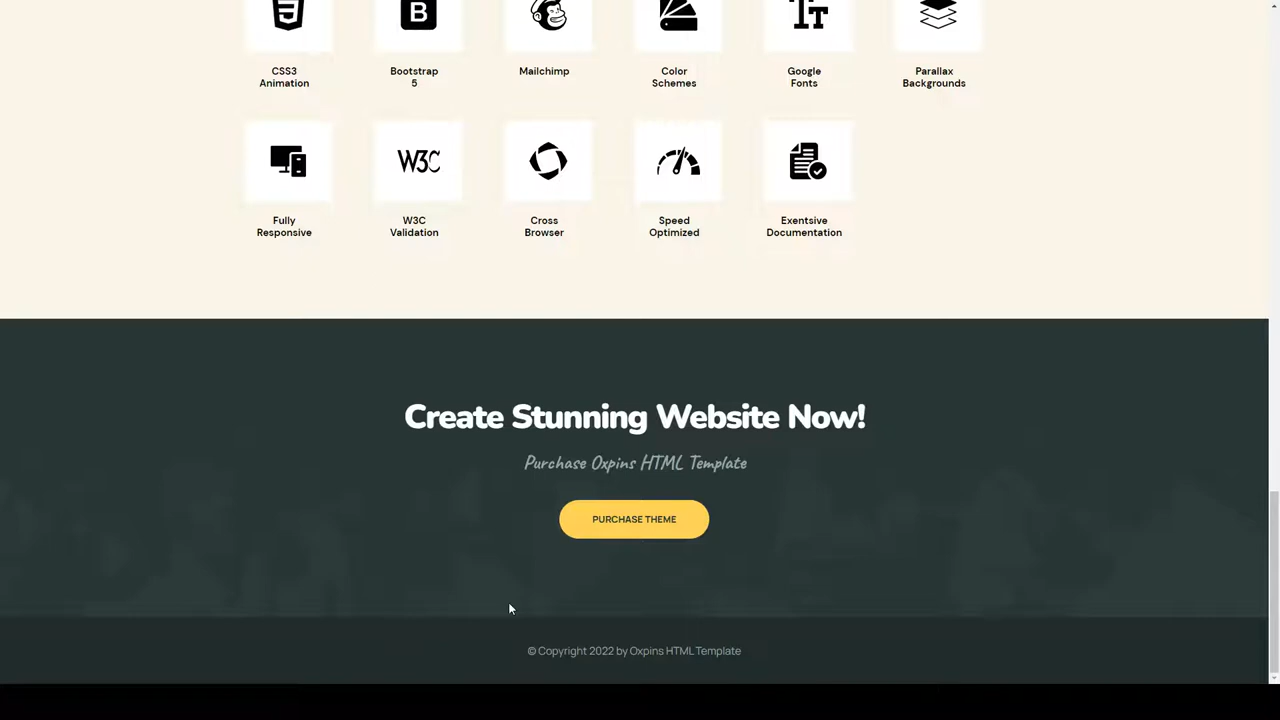 B
Tт
CSS3
Animation
Bootstrap
5
Mailchimp
Color
Schemes
Google
Fonts
Parallax
Backgrounds
W3C
Fully
Responsive
W3C
Validation
Cross
Browser
Speed
Optimized
Exentsive
Documentation
Create Stunning Website Now!
Purchase Oxpins HTML Template
PURCHASE THEME
© Copyright 2022 by Oxpins HTML Template